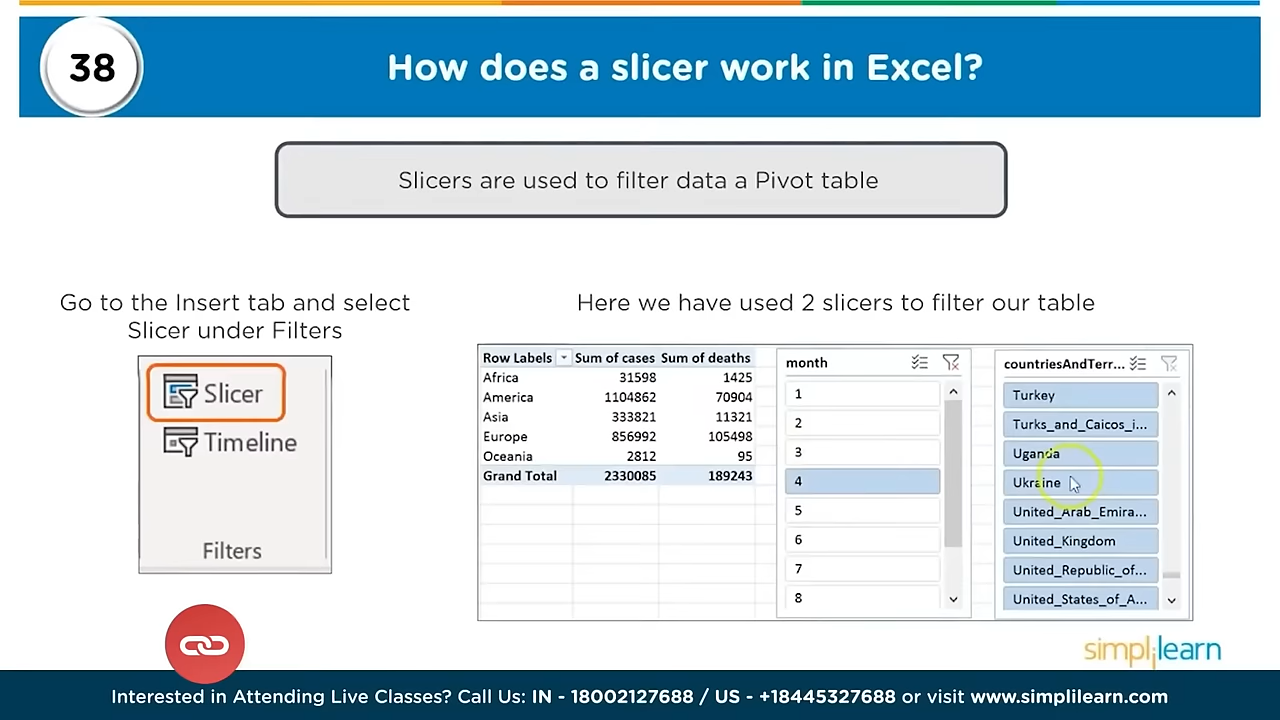 38
How does a slicer work in Excel?
Slicers are used to filter data a Pivot table
Go to the Insert tab and select
Slicer under Filters
Slicer
Timeline
Filters
Here we have used 2 slicers to filter our table
Row Labels Sum of cases Sum of deaths
Africa 31598 1425
America 1104862 70904
Asia 333821 11321
Europe 856992 105498
Oceania 2812 95
Grand Total 2330085 189243
month
1
2
3
4
5
6
7
8
countriesAndTerr...
Turkey
Turks_and_Caicos_i...
Uganda
Ukraine
United_Arab_Emira...
United_Kingdom
United_Republic_of...
United_States_of_A...
simplilearn
Interested in Attending Live Classes? Call Us: IN - 18002127688 / US - +18445327688 or visit www.simplilearn.com